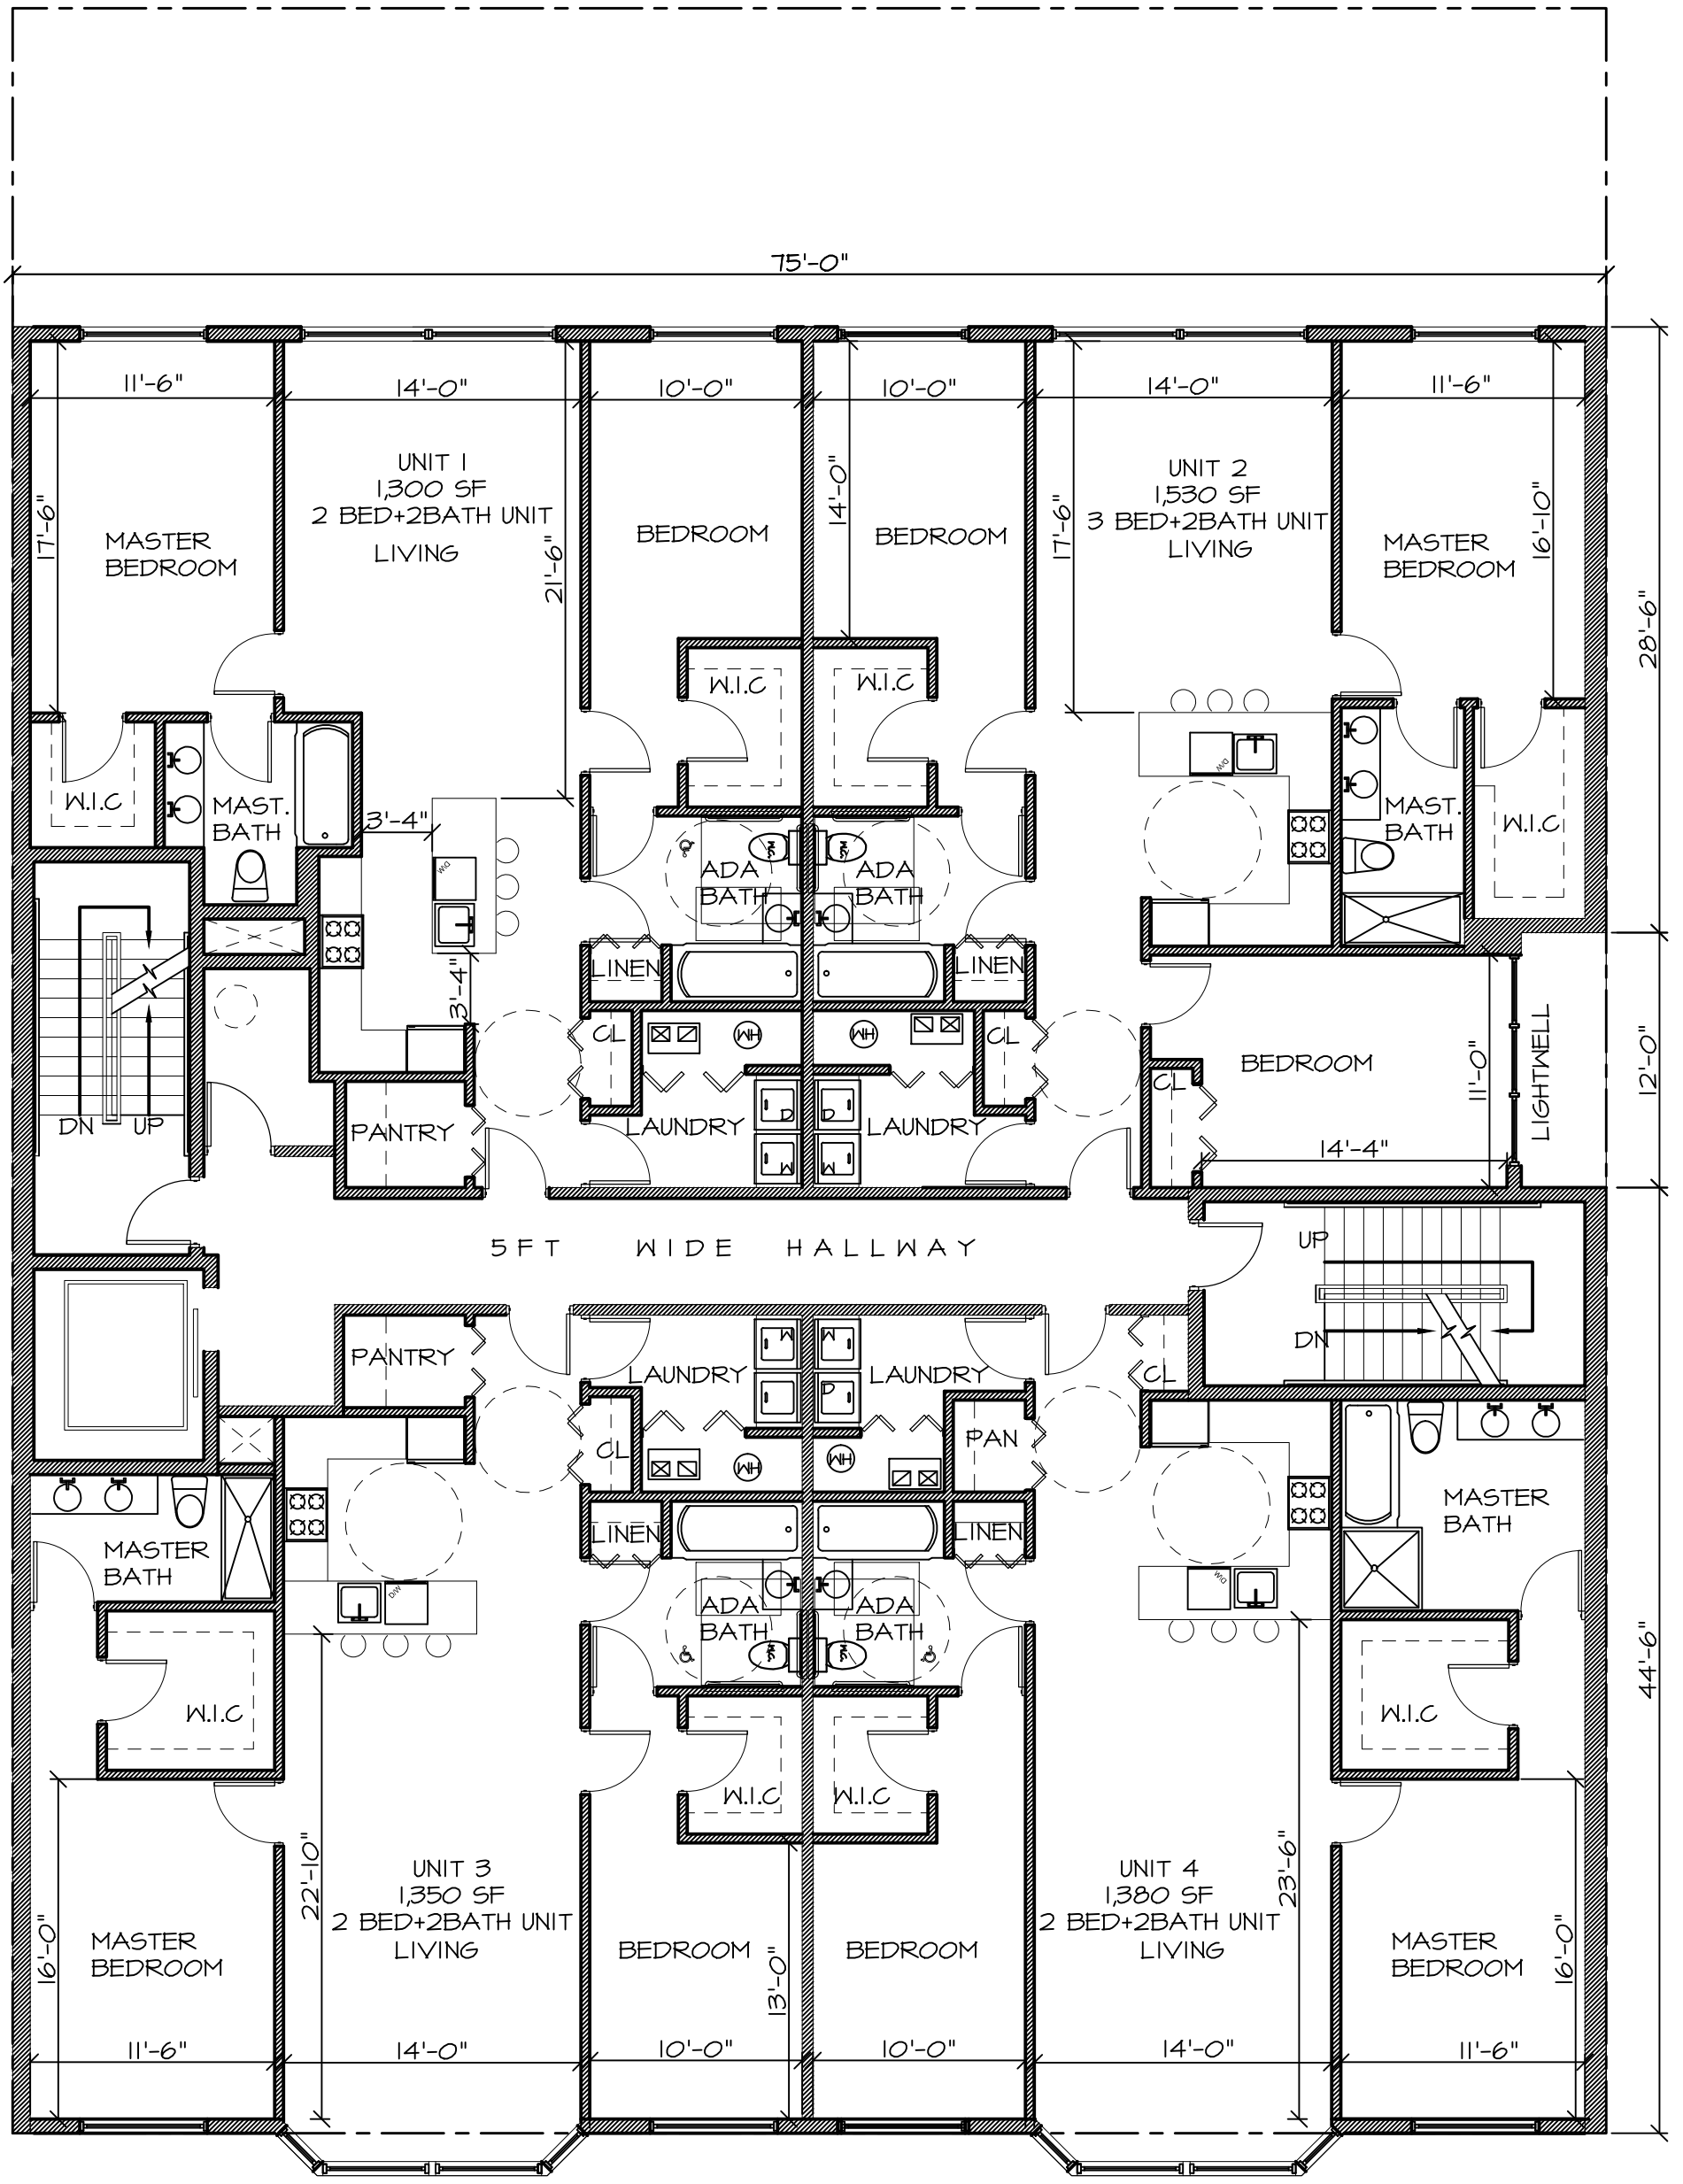 75'-0"
11'-6"
14'-0"
10'-0"
10'-0"
14'-0"
11'-6"
17'-6"
MASTER
BEDROOM
UNIT 1
1,300 SF
2 BED+2BATH UNIT
LIVING
21'-6"
BEDROOM
14'-0"
BEDROOM
17'-6"
UNIT 2
1,530 SF
3 BED+2BATH UNIT
LIVING
MASTER
BEDROOM
16'-10"
28'-6"
W.I.C
W.I.C
W.I.C
MAST.
BATH
3'-4"
D/W
ADA
BATH
ADA
BATH
D/W
MAST.
BATH
W.I.C
3'-4"
LINEN
LINEN
CL
WH
WH
CL
BEDROOM
11'-0"
LIGHTWELL
12'-0"
CL
DN
UP
PANTRY
LAUNDRY
D
W
D
W
LAUNDRY
14'-4"
5FT WIDE HALLWAY
UP
DN
PANTRY
LAUNDRY
W
W
D
LAUNDRY
CL
CL
WH
WH
PAN
MASTER
BATH
MASTER
BATH
LINEN
LINEN
D/W
ADA
BATH
ADA
BATH
D/W
44'-6"
W.I.C
W.I.C
W.I.C
W.I.C
22'-10"
UNIT 3
1,350 SF
2 BED+2BATH UNIT
LIVING
23'-6"
UNIT 4
1,380 SF
2 BED+2BATH UNIT
LIVING
16'-0"
MASTER
BEDROOM
BEDROOM
13'-0"
BEDROOM
MASTER
BEDROOM
16'-0"
11'-6"
14'-0"
10'-0"
10'-0"
14'-0"
11'-6"